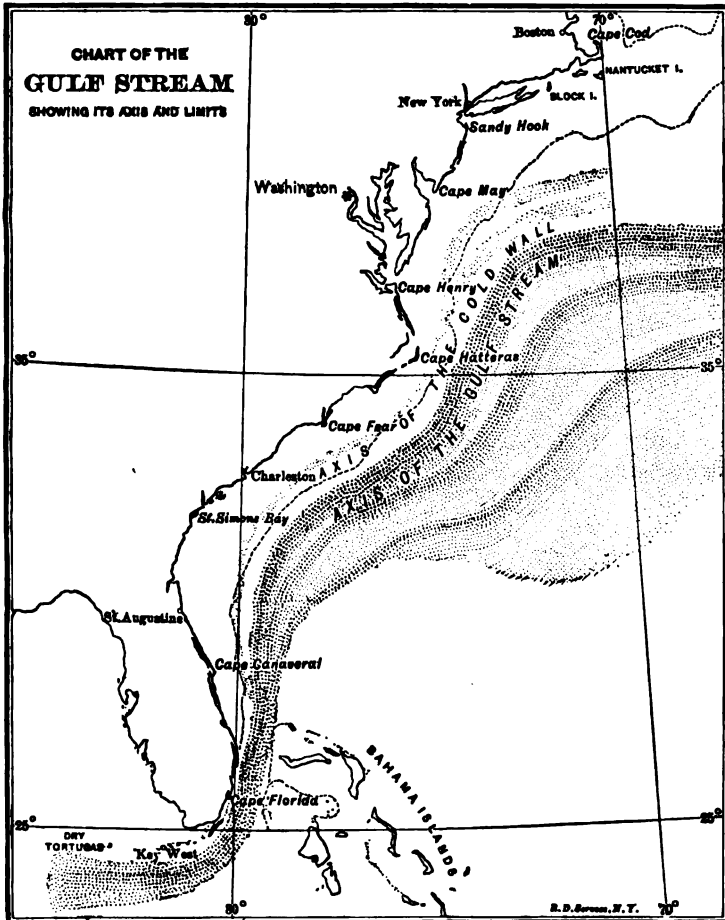 CHART OF THE
GULF STREAM
SHOWING ITS AXIS AND LIMITS
80°
70°
Boston
Cape Cod
NANTUCKET I.
BLOCK I.
New York
Sandy Hook
Washington
Cape May
Cape Henry
Cape Hatteras
35°
35°
Cape Fear
Charleston
St. Simons Bay
AXIS OF THE COLD WALL
AXIS OF THE GULF STREAM
St. Augustine
Cape Canaveral
BAHAMA ISLANDS
Cape Florida
25°
25°
DRY
TORTUGAS
Key West
80°
70°
N.Y.